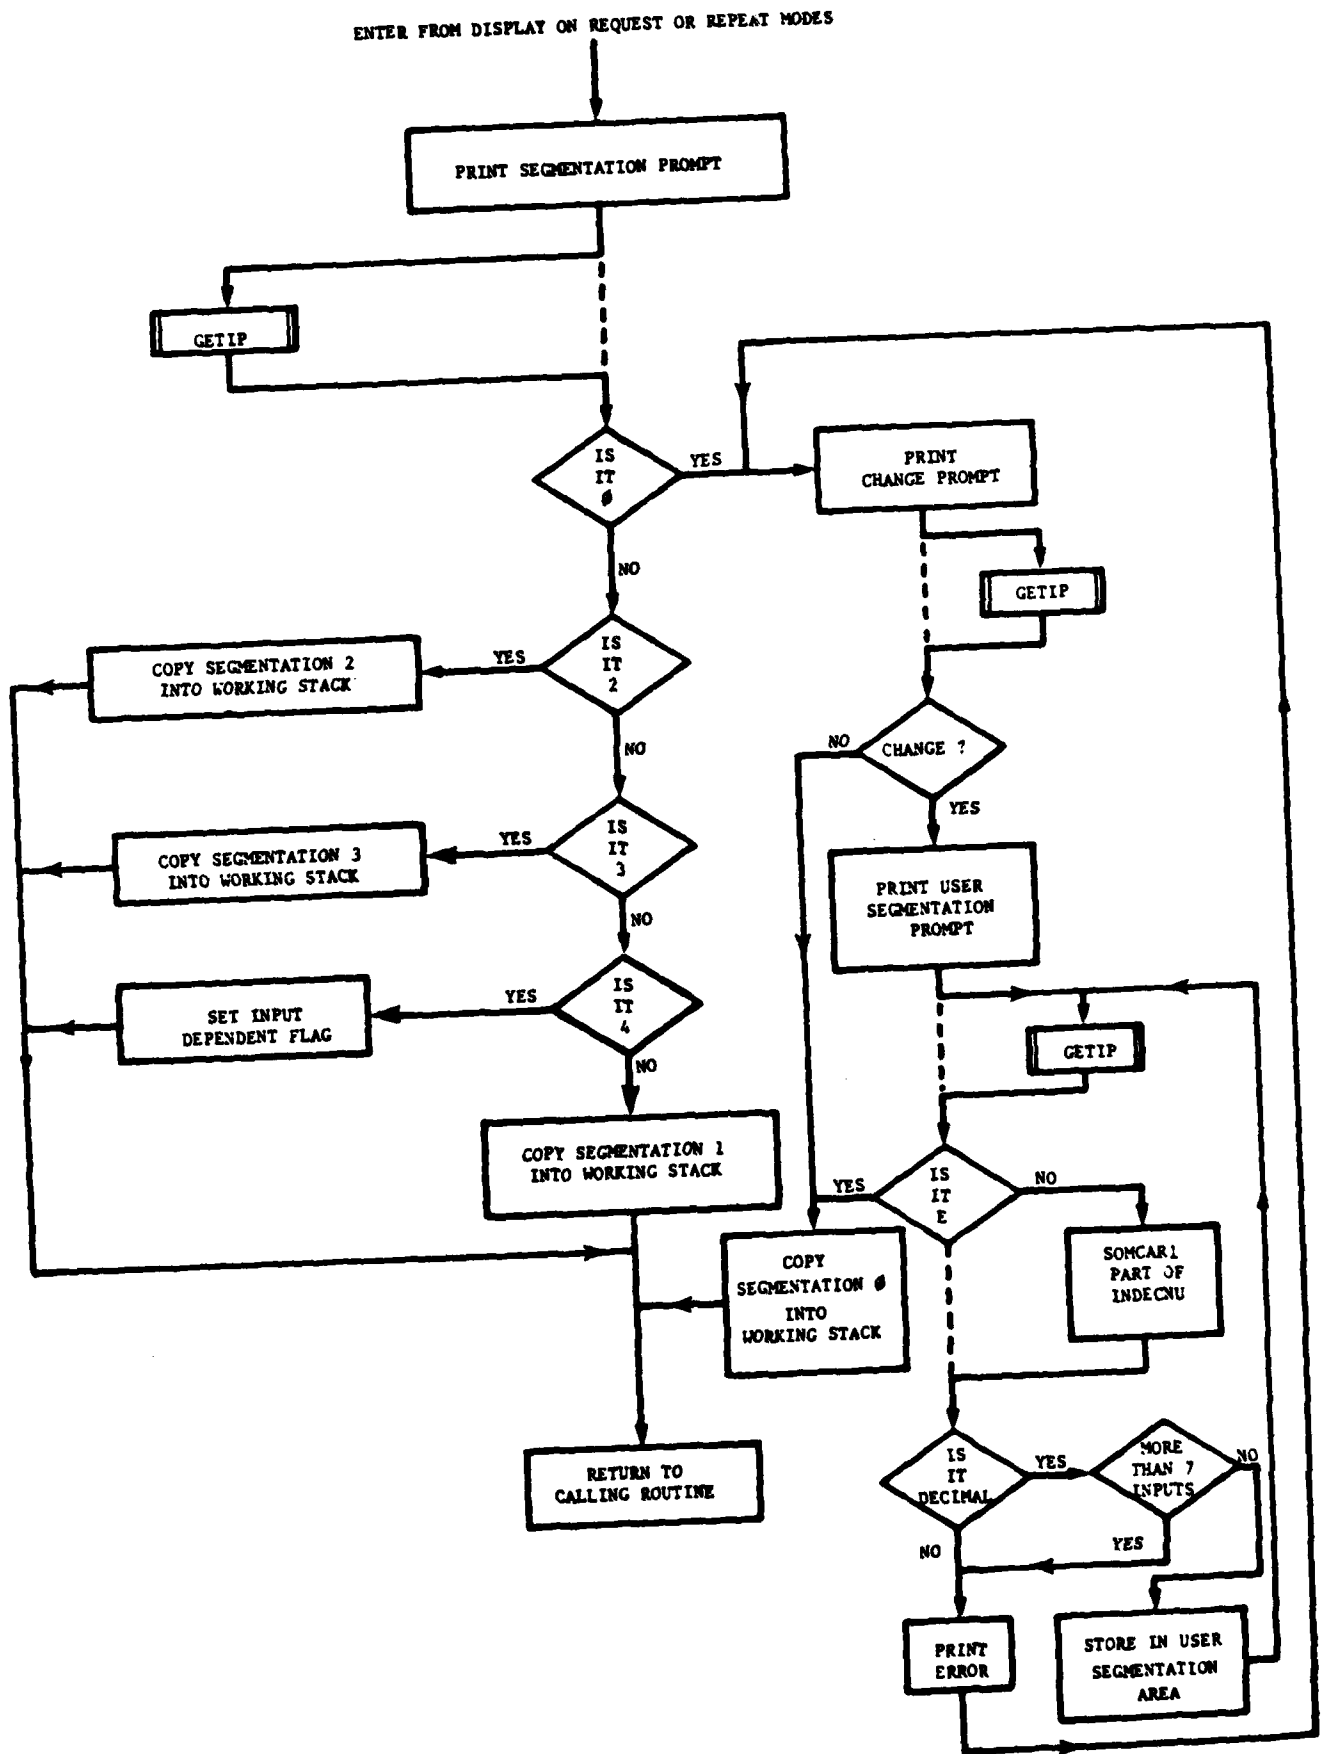 ENTER FROM DISPLAY ON REQUEST OR REPEAT MODES
PRINT SEGMENTATION PROMPT
GETIP
IS
IT
Ø
YES
NO
PRINT
CHANGE PROMPT
GETIP
IS
IT
2
YES
NO
COPY SEGMENTATION 2
INTO WORKING STACK
CHANGE ?
NO
YES
IS
IT
3
YES
NO
COPY SEGMENTATION 3
INTO WORKING STACK
PRINT USER
SEGMENTATION
PROMPT
IS
IT
4
YES
NO
SET INPUT
DEPENDENT FLAG
GETIP
COPY SEGMENTATION 1
INTO WORKING STACK
IS
IT
E
YES
NO
COPY
SEGMENTATION Ø
INTO
WORKING STACK
SOMCAR1
PART OF
INDECNU
RETURN TO
CALLING ROUTINE
IS
IT
DECIMAL
YES
NO
MORE
THAN 7
INPUTS
NO
YES
PRINT
ERROR
STORE IN USER
SEGMENTATION
AREA